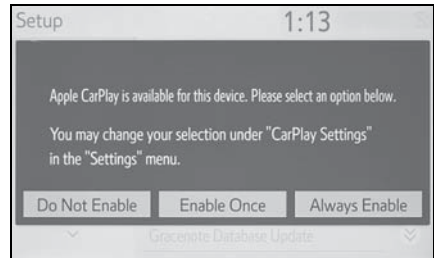 Setup
1:13
Apple CarPlay is available for this device. Please select an option below.
You may change your selection under "CarPlay Settings"
in the "Settings" menu.
Do Not Enable
Enable Once
Always Enable
Gracenote Database Update